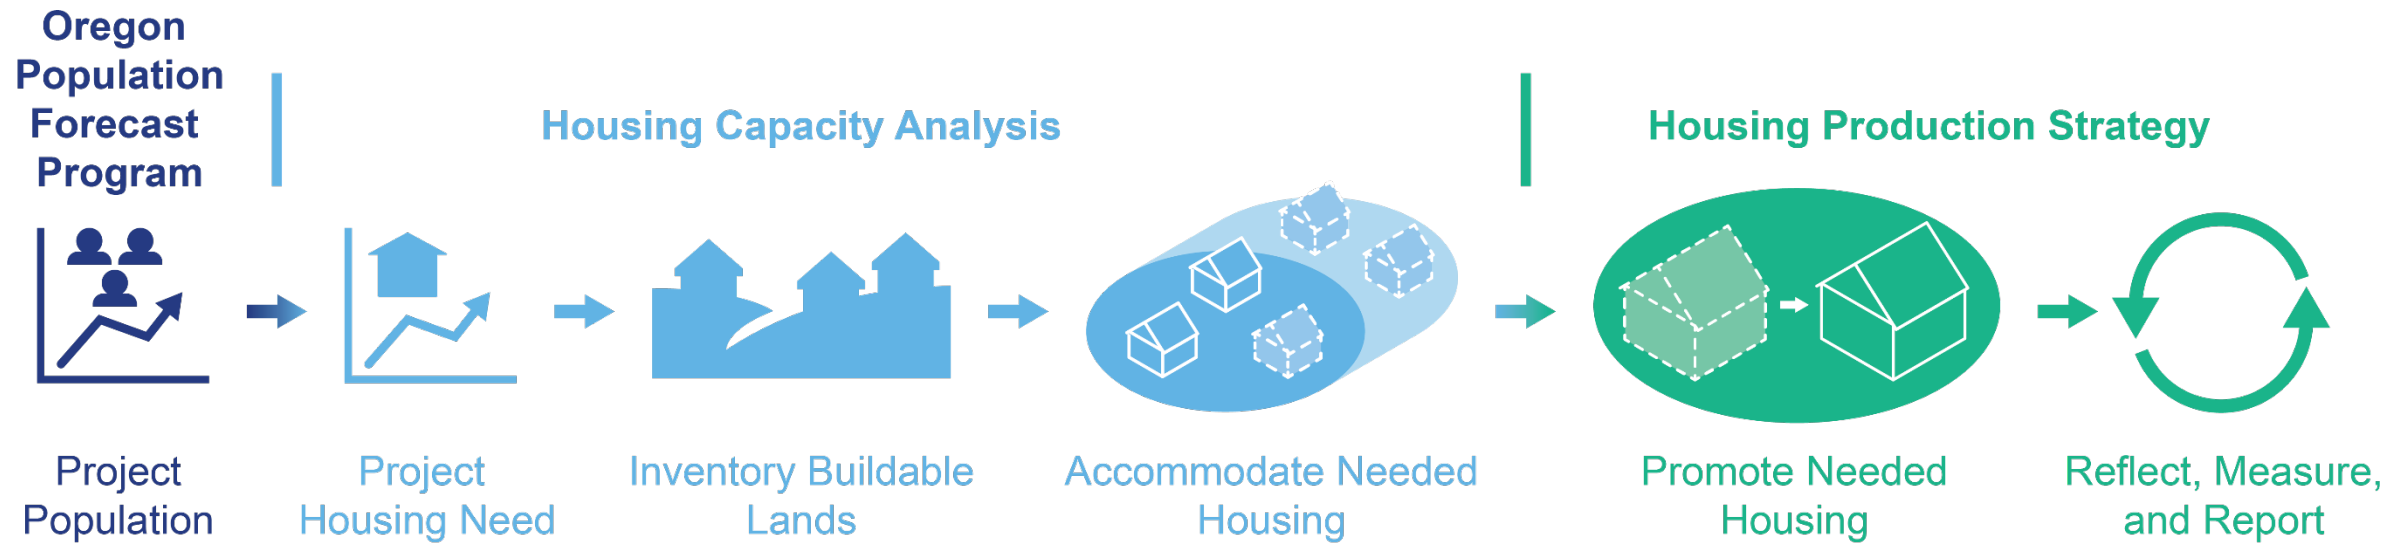 Oregon
Population
Forecast
Program
Housing Capacity Analysis
Housing Production Strategy
Project
Population
Project
Housing Need
Inventory Buildable
Lands
Accommodate Needed
Housing
Promote Needed
Housing
Reflect, Measure,
and Report